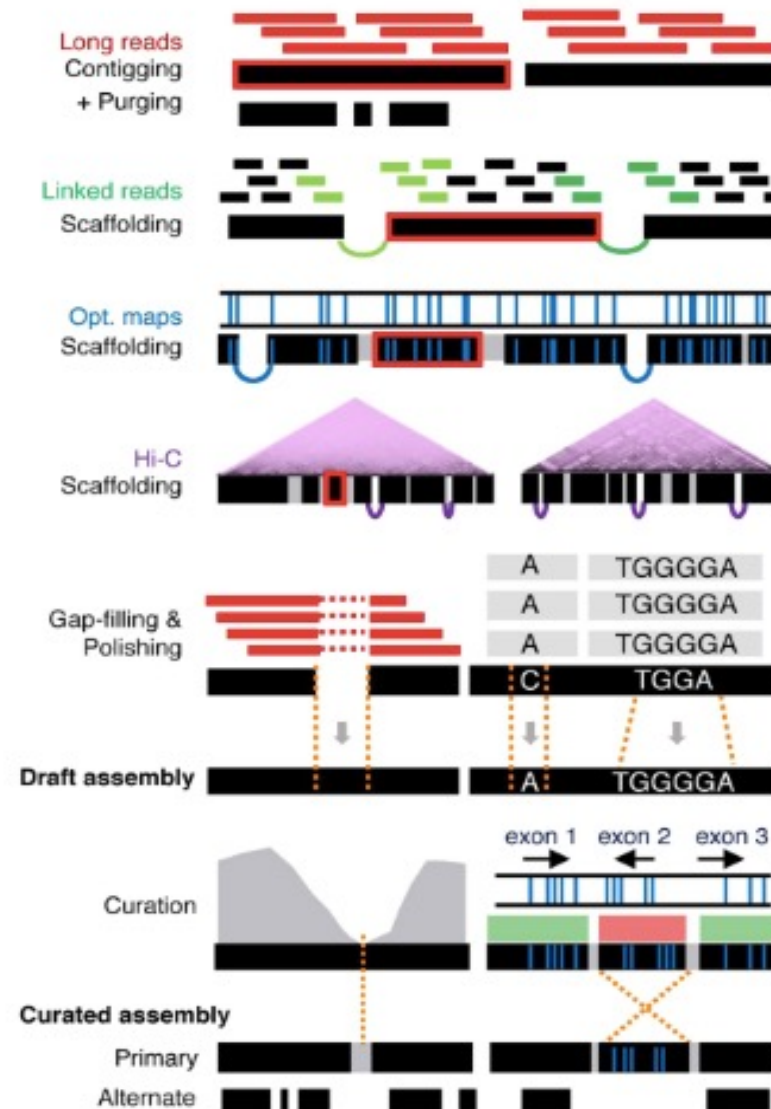 Long reads
Contigging
+ Purging
Linked reads
Scaffolding
Opt. maps
Scaffolding
Hi-C
Scaffolding
A TGGGGA
A TGGGGA
Gap-filling &
Polishing
A TGGGGA
C TGGA
Draft assembly
A TGGGGA
exon 1 exon 2 exon 3
Curation
Curated assembly
Primary
Alternate